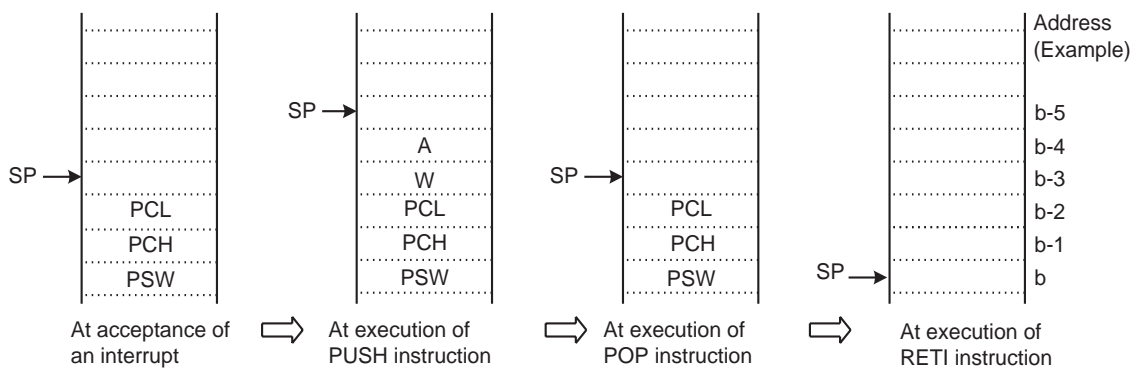 Address
(Example)
SP
b-5
A
b-4
SP
W
SP
b-3
PCL
PCL
PCL
b-2
PCH
PCH
PCH
b-1
PSW
PSW
PSW
SP
b
At acceptance of
an interrupt
At execution of
PUSH instruction
At execution of
POP instruction
At execution of
RETI instruction